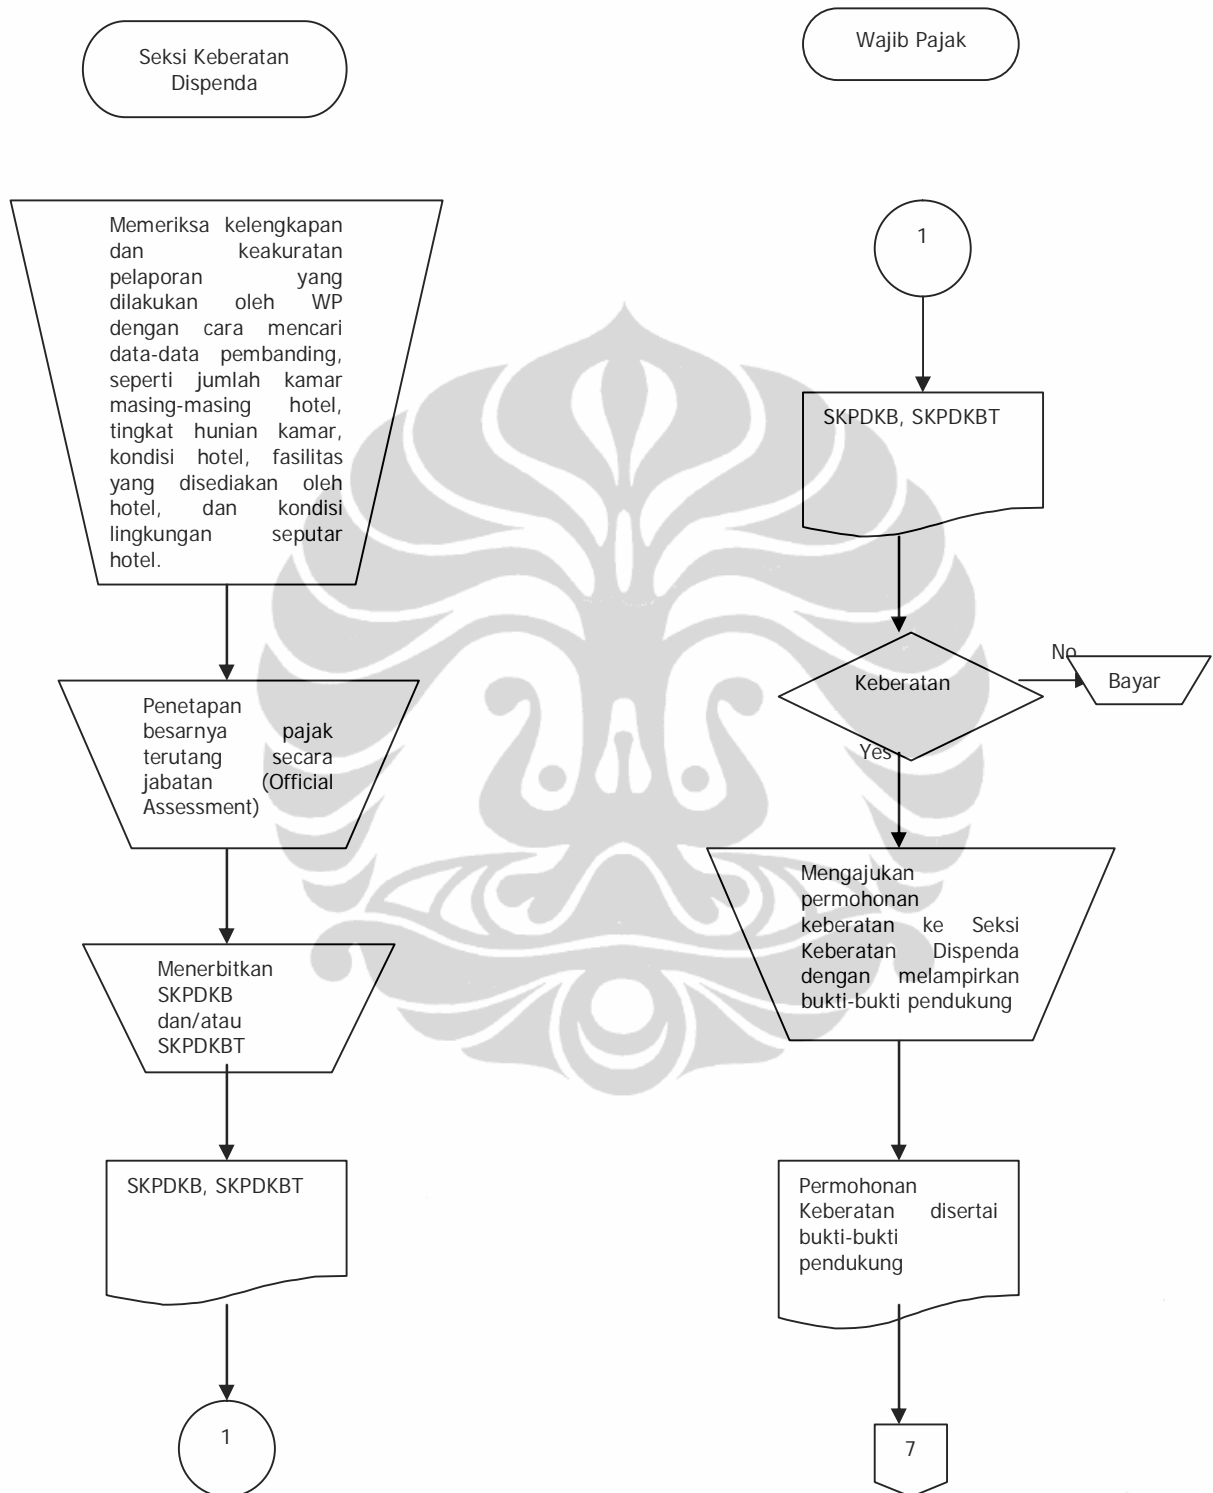 Seksi Keberatan
Dispenda
Memeriksa kelengkapan
dan keakuratan
pelaporan yang
dilakukan oleh WP
dengan cara mencari
data-data pembanding,
seperti jumlah kamar
masing-masing hotel,
tingkat hunian kamar,
kondisi hotel, fasilitas
yang disediakan oleh
hotel, dan kondisi
lingkungan seputar
hotel.
Penetapan
besarnya pajak
terutang secara
jabatan (Official
Assessment)
Menerbitkan
SKPDKB
dan/atau
SKPDKBT
SKPDKB, SKPDKBT
1
Wajib Pajak
1
SKPDKB, SKPDKBT
Keberatan
No
Bayar
Yes
Mengajukan
permohonan
keberatan ke Seksi
Keberatan Dispenda
dengan melampirkan
bukti-bukti pendukung
Permohonan
Keberatan disertai
bukti-bukti
pendukung
7